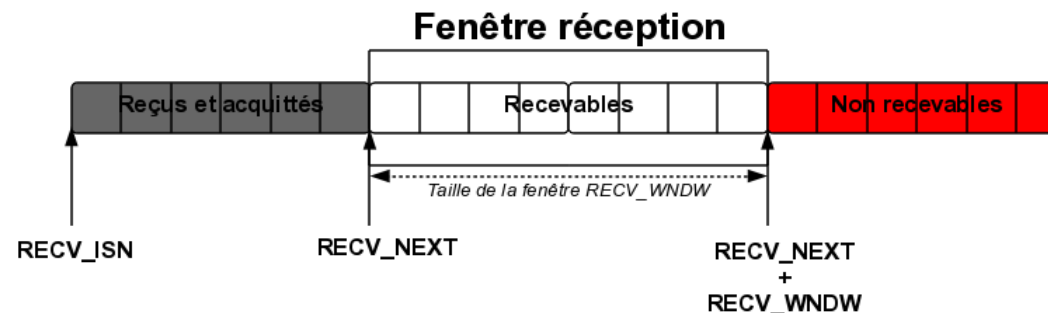 Fenêtre réception
Reçus et acquittés
Recevables
Non recevables
Taille de la fenêtre RECV_WNDW
RECV_ISN
RECV_NEXT
RECV_NEXT
+
RECV_WNDW